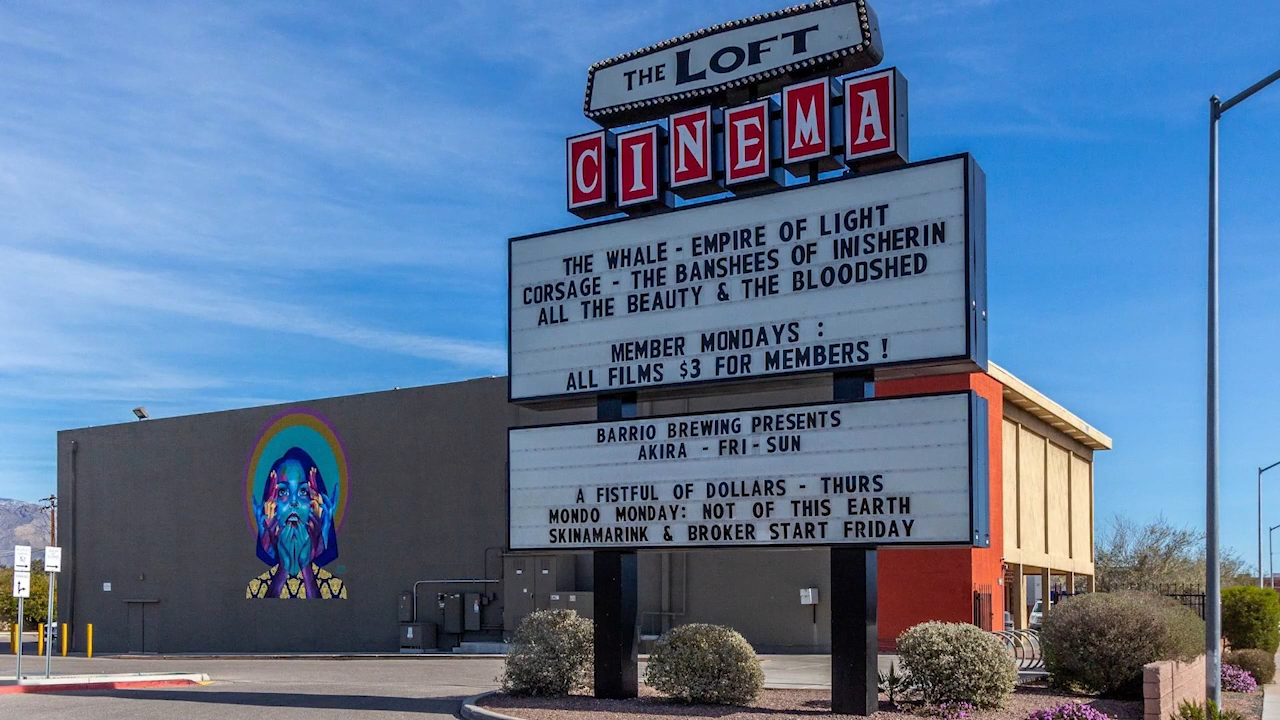 THE LOFT
CINEMA
THE WHALE - EMPIRE OF LIGHT
CORSAGE - THE BANSHEES OF INISHERIN
ALL THE BEAUTY & THE BLOODSHED
MEMBER MONDAYS :
ALL FILMS $3 FOR MEMBERS !
BARRIO BREWING PRESENTS
AKIRA - FRI - SUN
A FISTFUL OF DOLLARS - THURS
MONDO MONDAY: NOT OF THIS EARTH
SKINAMARINK & BROKER START FRIDAY